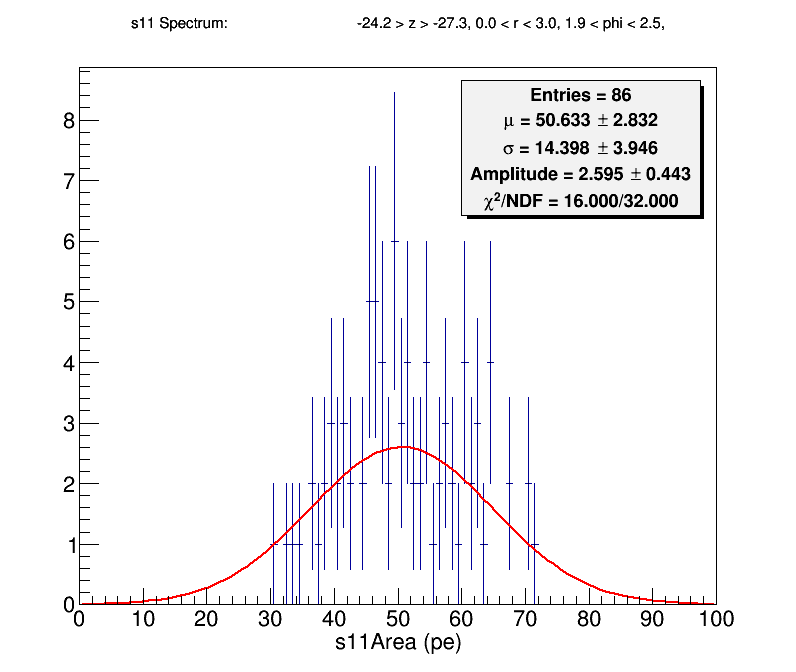 s11 Spectrum: -24.2 > z > -27.3, 0.0 < r < 3.0, 1.9 < phi < 2.5,
Entries = 86
μ = 50.633 ± 2.832
σ = 14.398 ± 3.946
Amplitude = 2.595 ± 0.443
χ²/NDF = 16.000/32.000
8
7
6
5
4
3
2
1
0
0 10 20 30 40 50 60 70 80 90 100
s11Area (pe)